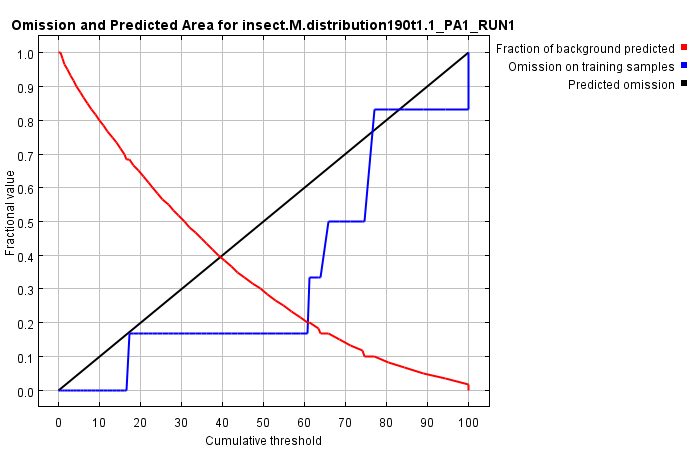 Omission and Predicted Area for insect.M.distribution190t1.1_PA1_RUN1
Fraction of background predicted
Omission on training samples
Predicted omission
Fractional value
1.0
0.9
0.8
0.7
0.6
0.5
0.4
0.3
0.2
0.1
0.0
0 10 20 30 40 50 60 70 80 90 100
Cumulative threshold